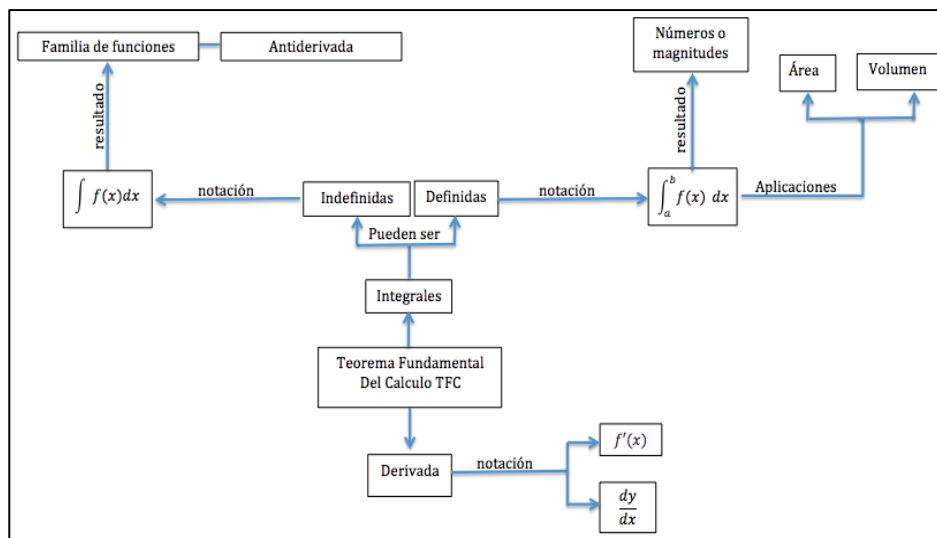 Familia de funciones
Antiderivada
Números o
magnitudes
Área
Volumen
resultado
resultado
∫ f(x)dx
notación
Indefinidas
Definidas
notación
∫_a^b f(x) dx
Aplicaciones
Pueden ser
Integrales
Teorema Fundamental
Del Calculo TFC
Derivada
notación
f'(x)
dy/dx